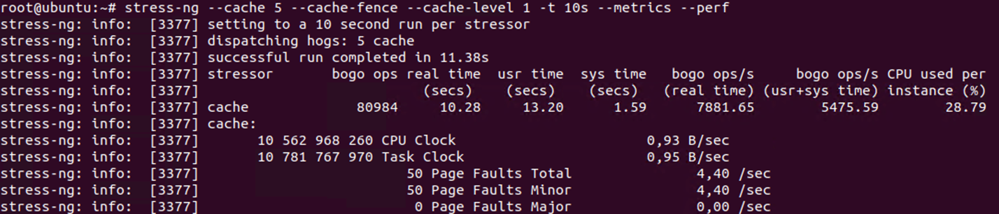 root@ubuntu:~# stress-ng --cache 5 --cache-fence --cache-level 1 -t 10s --metrics --perf
stress-ng: info:  [3377] setting to a 10 second run per stressor
stress-ng: info:  [3377] dispatching hogs: 5 cache
stress-ng: info:  [3377] successful run completed in 11.38s
stress-ng: info:  [3377] stressor       bogo ops real time  usr time  sys time   bogo ops/s     bogo ops/s CPU used per
stress-ng: info:  [3377]                           (secs)    (secs)    (secs)   (real time) (usr+sys time) instance (%)
stress-ng: info:  [3377] cache             80984     10.28     13.20      1.59      7881.65        5475.59        28.79
stress-ng: info:  [3377] cache:
stress-ng: info:  [3377]       10 562 968 260 CPU Clock                       0,93 B/sec
stress-ng: info:  [3377]       10 781 767 970 Task Clock                      0,95 B/sec
stress-ng: info:  [3377]                         50 Page Faults Total               4,40 /sec
stress-ng: info:  [3377]                         50 Page Faults Minor               4,40 /sec
stress-ng: info:  [3377]                          0 Page Faults Major               0,00 /sec